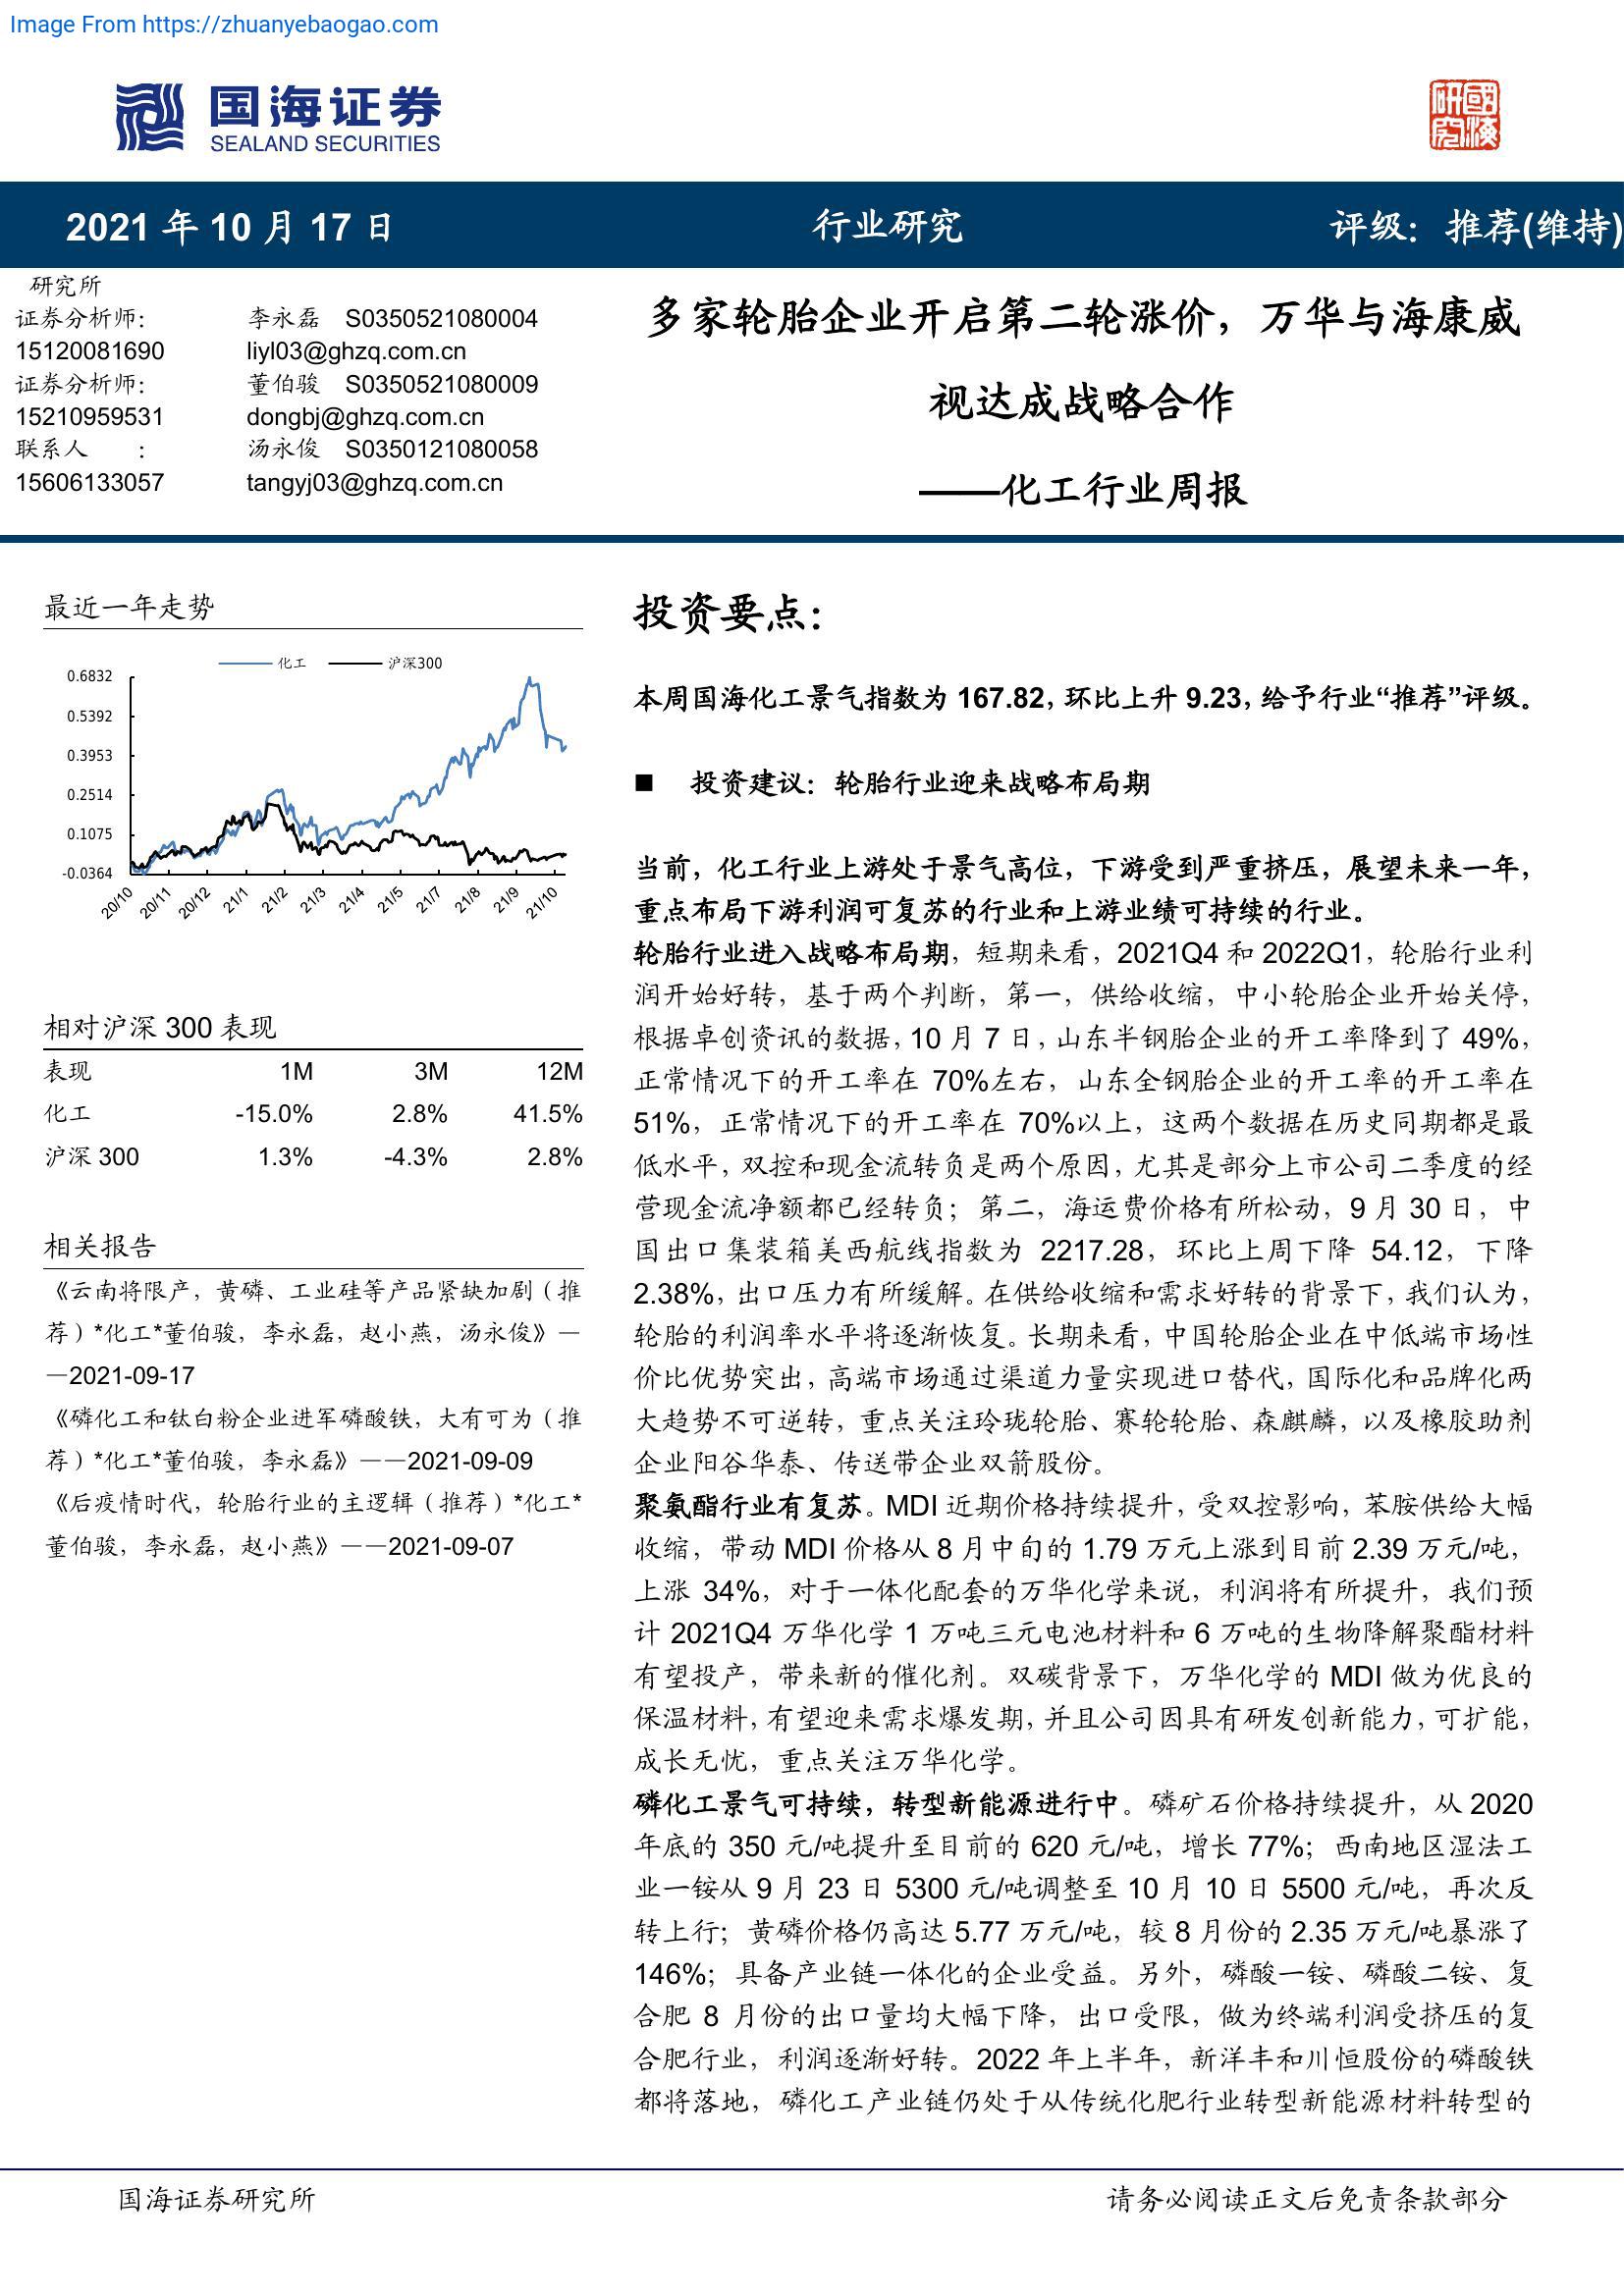 Image From https://zhuanyebaogao.com
国海证券
SEALAND SECURITIES
研國
究海
2021 年 10 月 17 日
行业研究
评级：推荐(维持)
研究所
证券分析师： 李永磊 S0350521080004
15120081690 liyl03@ghzq.com.cn
证券分析师： 董伯骏 S0350521080009
15210959531 dongbj@ghzq.com.cn
联系人 ： 汤永俊 S0350121080058
15606133057 tangyj03@ghzq.com.cn
多家轮胎企业开启第二轮涨价，万华与海康威
视达成战略合作
——化工行业周报
最近一年走势
化工 沪深300
0.6832
0.5392
0.3953
0.2514
0.1075
-0.0364
20/10 20/11 20/12 21/1 21/2 21/3 21/4 21/5 21/7 21/8 21/9 21/10
相对沪深 300 表现
表现 1M 3M 12M
化工 -15.0% 2.8% 41.5%
沪深 300 1.3% -4.3% 2.8%
相关报告
《云南将限产，黄磷、工业硅等产品紧缺加剧（推
荐）*化工*董伯骏，李永磊，赵小燕，汤永俊》—
—2021-09-17
《磷化工和钛白粉企业进军磷酸铁，大有可为（推
荐）*化工*董伯骏，李永磊》——2021-09-09
《后疫情时代，轮胎行业的主逻辑（推荐）*化工*
董伯骏，李永磊，赵小燕》——2021-09-07
投资要点：
本周国海化工景气指数为 167.82，环比上升 9.23，给予行业“推荐”评级。
■ 投资建议：轮胎行业迎来战略布局期
当前，化工行业上游处于景气高位，下游受到严重挤压，展望未来一年，
重点布局下游利润可复苏的行业和上游业绩可持续的行业。
轮胎行业进入战略布局期，短期来看，2021Q4 和 2022Q1，轮胎行业利
润开始好转，基于两个判断，第一，供给收缩，中小轮胎企业开始关停，
根据卓创资讯的数据，10 月 7 日，山东半钢胎企业的开工率降到了 49%，
正常情况下的开工率在 70%左右，山东全钢胎企业的开工率的开工率在
51%，正常情况下的开工率在 70%以上，这两个数据在历史同期都是最
低水平，双控和现金流转负是两个原因，尤其是部分上市公司二季度的经
营现金流净额都已经转负；第二，海运费价格有所松动，9 月 30 日，中
国出口集装箱美西航线指数为 2217.28，环比上周下降 54.12，下降
2.38%，出口压力有所缓解。在供给收缩和需求好转的背景下，我们认为，
轮胎的利润率水平将逐渐恢复。长期来看，中国轮胎企业在中低端市场性
价比优势突出，高端市场通过渠道力量实现进口替代，国际化和品牌化两
大趋势不可逆转，重点关注玲珑轮胎、赛轮轮胎、森麒麟，以及橡胶助剂
企业阳谷华泰、传送带企业双箭股份。
聚氨酯行业有复苏。MDI 近期价格持续提升，受双控影响，苯胺供给大幅
收缩，带动 MDI 价格从 8 月中旬的 1.79 万元上涨到目前 2.39 万元/吨，
上涨 34%，对于一体化配套的万华化学来说，利润将有所提升，我们预
计 2021Q4 万华化学 1 万吨三元电池材料和 6 万吨的生物降解聚酯材料
有望投产，带来新的催化剂。双碳背景下，万华化学的 MDI 做为优良的
保温材料，有望迎来需求爆发期，并且公司因具有研发创新能力，可扩能，
成长无忧，重点关注万华化学。
磷化工景气可持续，转型新能源进行中。磷矿石价格持续提升，从 2020
年底的 350 元/吨提升至目前的 620 元/吨，增长 77%；西南地区湿法工
业一铵从 9 月 23 日 5300 元/吨调整至 10 月 10 日 5500 元/吨，再次反
转上行；黄磷价格仍高达 5.77 万元/吨，较 8 月份的 2.35 万元/吨暴涨了
146%；具备产业链一体化的企业受益。另外，磷酸一铵、磷酸二铵、复
合肥 8 月份的出口量均大幅下降，出口受限，做为终端利润受挤压的复
合肥行业，利润逐渐好转。2022 年上半年，新洋丰和川恒股份的磷酸铁
都将落地，磷化工产业链仍处于从传统化肥行业转型新能源材料转型的
国海证券研究所
请务必阅读正文后免责条款部分